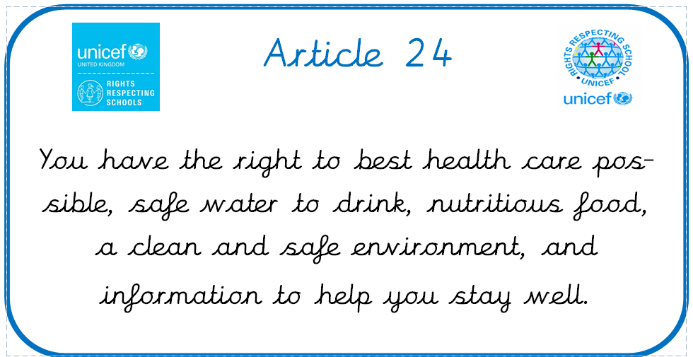 unicef
UNITED KINGDOM
RIGHTS
RESPECTING
SCHOOLS
Article 24
RIGHTS RESPECTING SCHOOL
UNICEF
unicef
You have the right to best health care pos-
sible, safe water to drink, nutritious food,
a clean and safe environment, and
information to help you stay well.